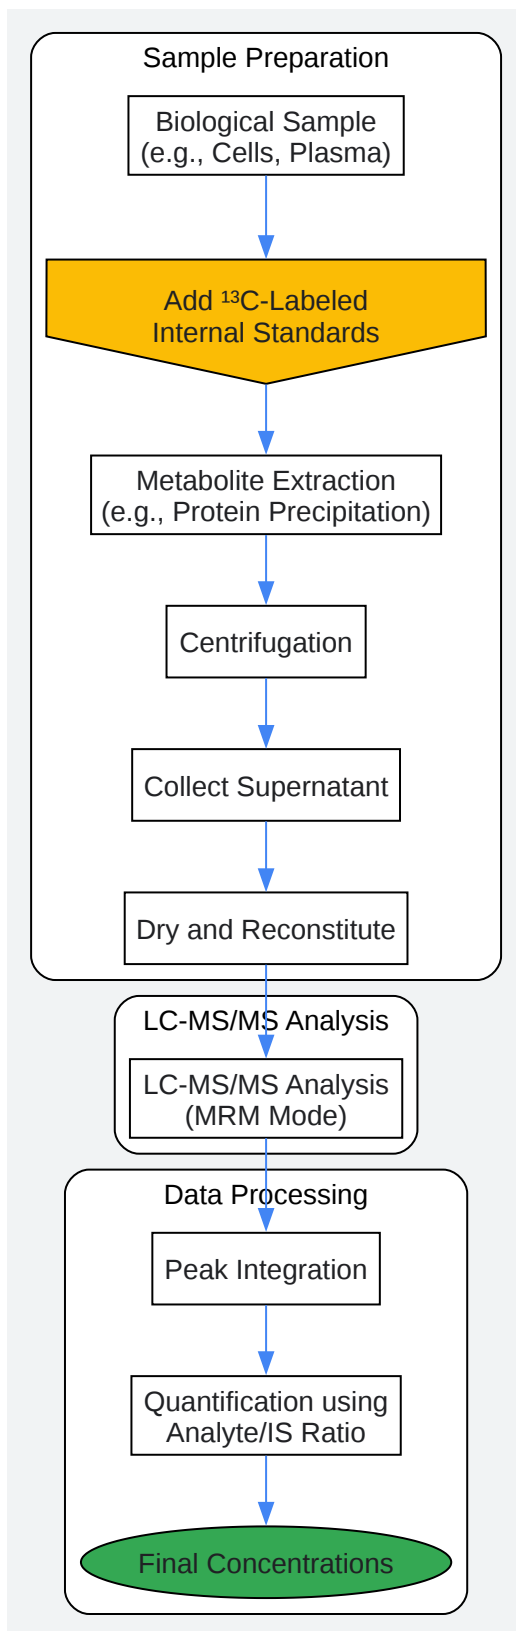 Sample Preparation
Biological Sample
(e.g., Cells, Plasma)
Add ¹³C-Labeled
Internal Standards
Metabolite Extraction
(e.g., Protein Precipitation)
Centrifugation
Collect Supernatant
Dry and Reconstitute
LC-MS/MS Analysis
LC-MS/MS Analysis
(MRM Mode)
Data Processing
Peak Integration
Quantification using
Analyte/IS Ratio
Final Concentrations